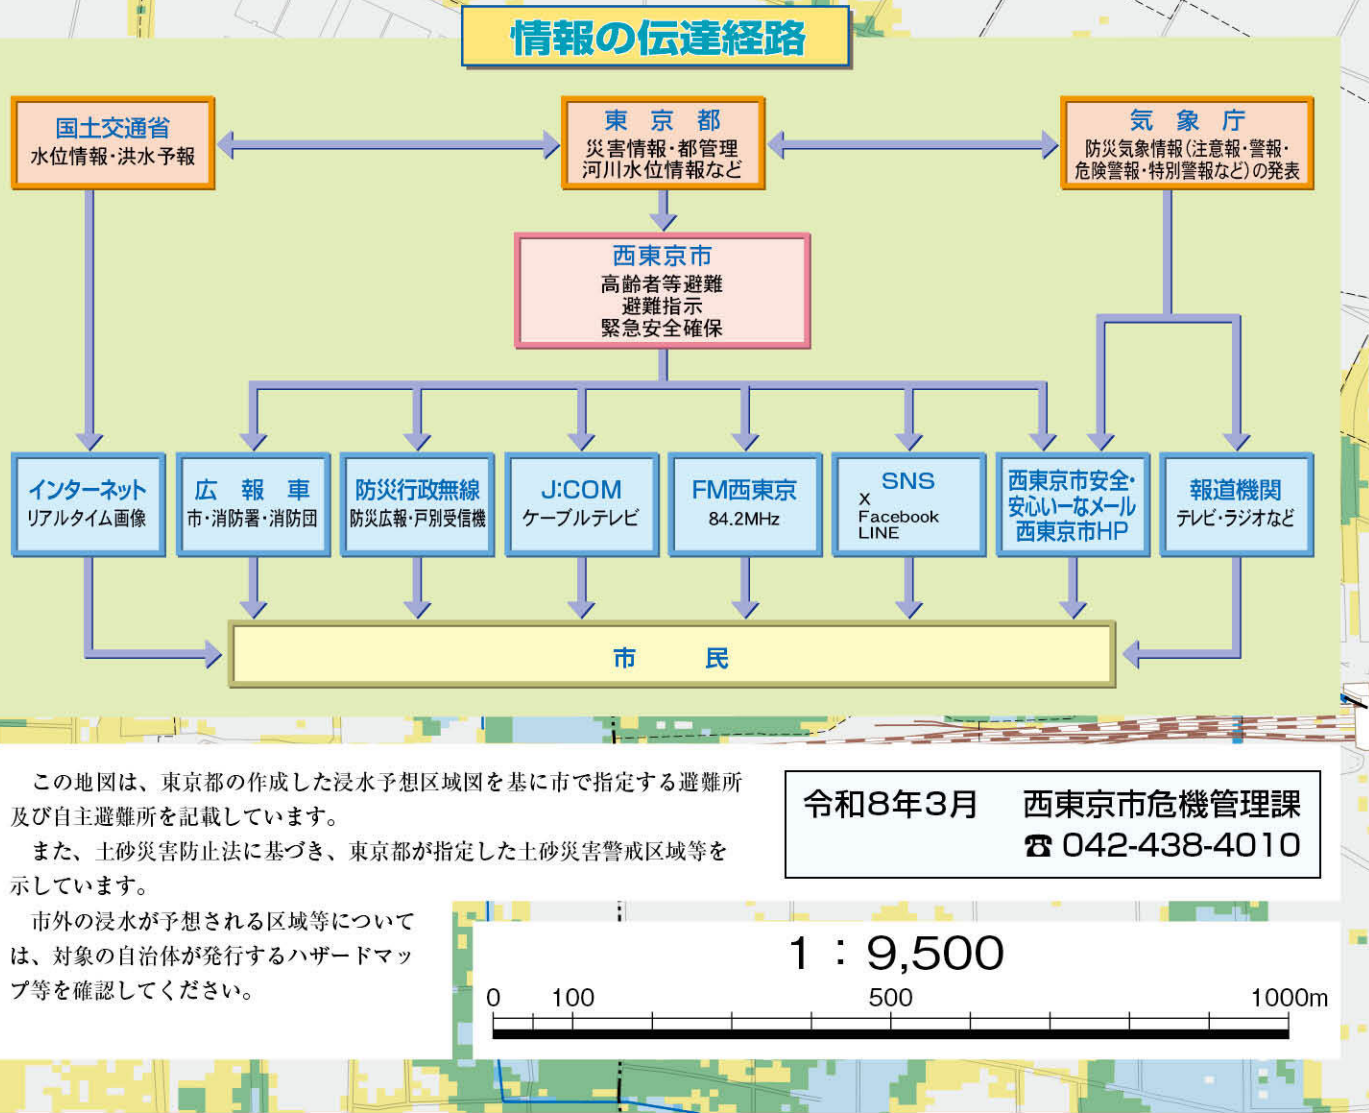 情報の伝達経路
国土交通省
水位情報・洪水予報
東京都
災害情報・都管理
河川水位情報など
気象庁
防災気象情報（注意報・警報・
危険警報・特別警報など）の発表
西東京市
高齢者等避難
避難指示
緊急安全確保
インターネット
リアルタイム画像
広報車
市・消防署・消防団
防災行政無線
防災広報・戸別受信機
J:COM
ケーブルテレビ
FM西東京
84.2MHz
SNS
X
Facebook
LINE
西東京市安全・
安心いーなメール
西東京市HP
報道機関
テレビ・ラジオなど
市民
この地図は、東京都の作成した浸水予想区域図を基に市で指定する避難所
及び自主避難所を記載しています。
また、土砂災害防止法に基づき、東京都が指定した土砂災害警戒区域等を
示しています。
市外の浸水が予想される区域等について
は、対象の自治体が発行するハザードマッ
プ等を確認してください。
令和8年3月 西東京市危機管理課
☎ 042-438-4010
1：9,500
0 100 500 1000m